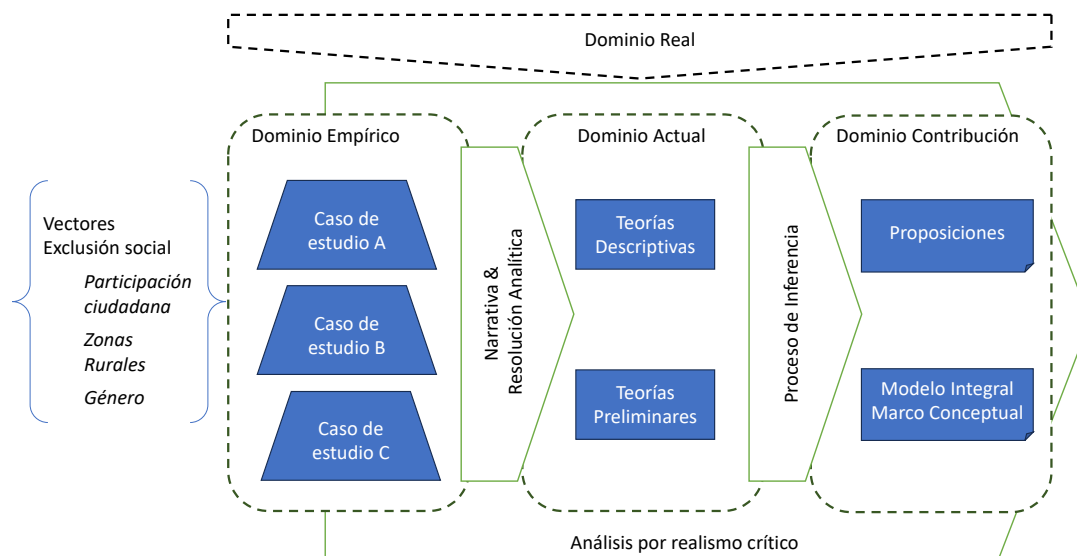 Dominio Real
Dominio Empírico
Dominio Actual
Dominio Contribución
Vectores
Exclusión social
Participación
ciudadana
Zonas
Rurales
Género
Caso de
estudio A
Caso de
estudio B
Caso de
estudio C
Narrativa &
Resolución Analítica
Teorías
Descriptivas
Teorías
Preliminares
Proceso de Inferencia
Proposiciones
Modelo Integral
Marco Conceptual
Análisis por realismo crítico